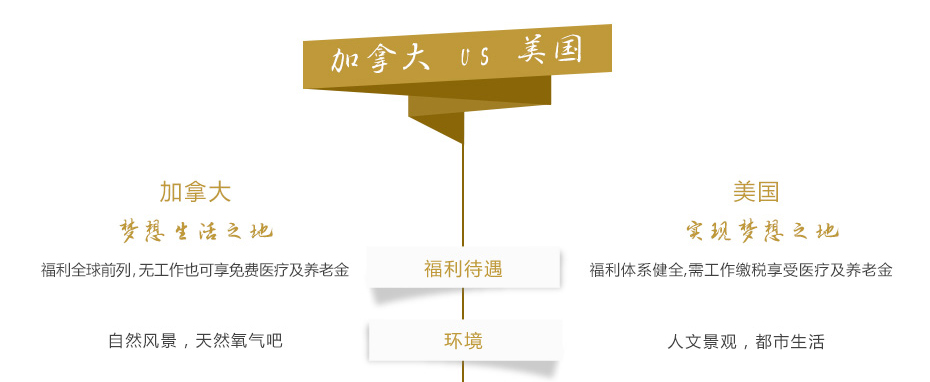 加拿大 VS 美国
加拿大
梦想生活之地
美国
实现梦想之地
福利全球前列,无工作也可享免费医疗及养老金
福利待遇
福利体系健全,需工作缴税享受医疗及养老金
自然风景，天然氧气吧
环境
人文景观，都市生活